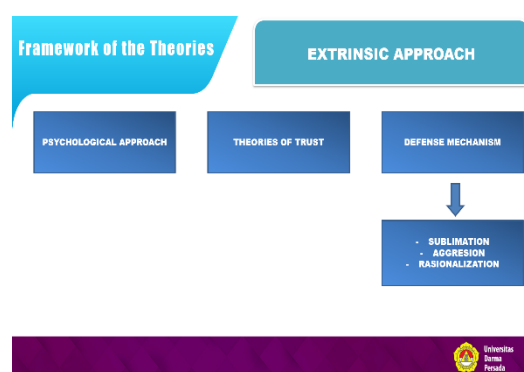 Framework of the Theories
EXTRINSIC APPROACH
PSYCHOLOGICAL APPROACH
THEORIES OF TRUST
DEFENSE MECHANISM
- SUBLIMATION
- AGGRESION
- RASIONALIZATION
Universitas
Darma
Persada